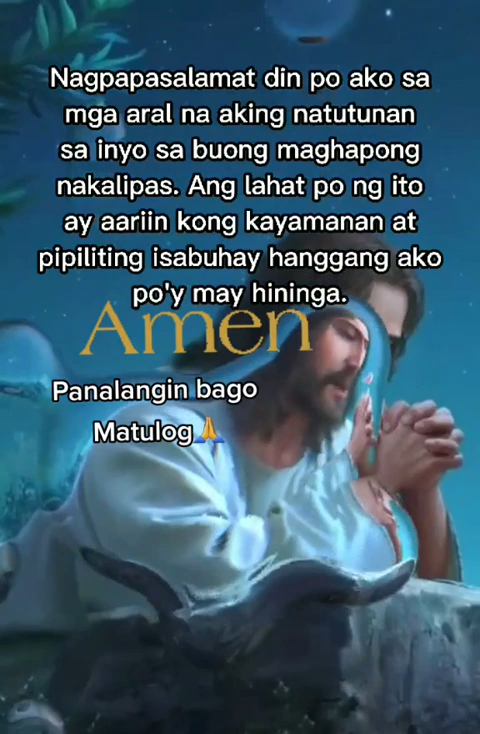 Nagpapasalamat din po ako sa
mga aral na aking natutunan
sa inyo sa buong maghapong
nakalipas. Ang lahat po ng ito
ay aariin kong kayamanan at
pipiliting isabuhay hanggang ako
po'y may hininga.
Amen
Panalangin bago
Matulog🙏